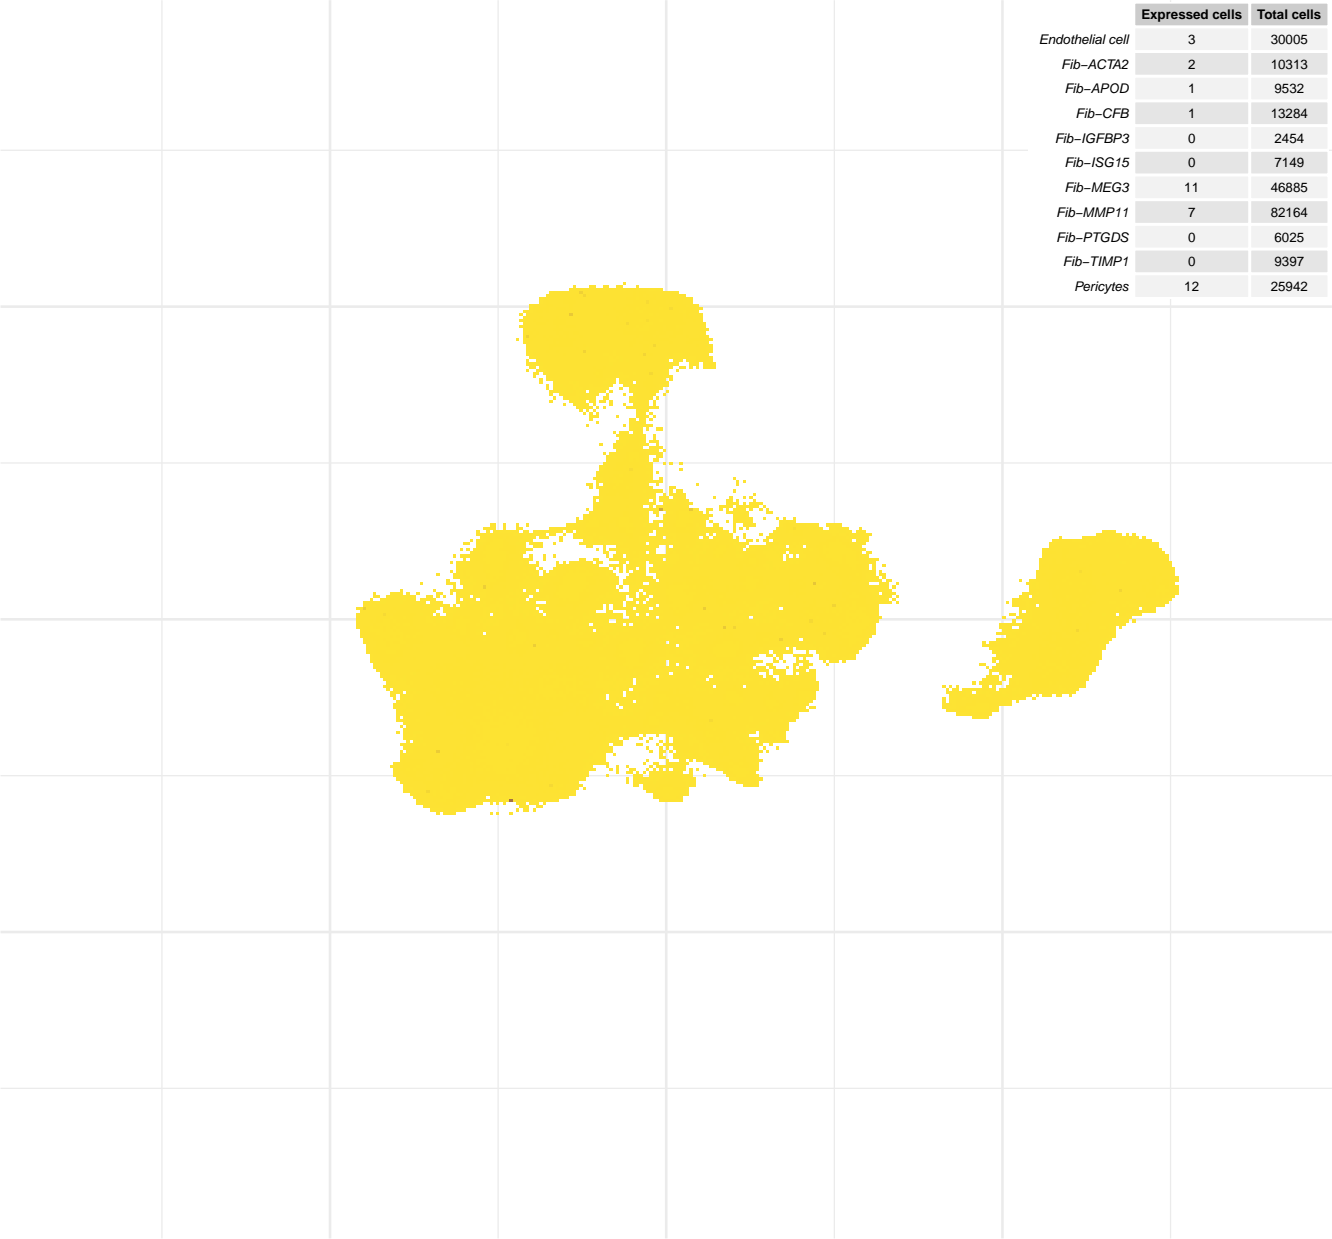 Expressed cells Total cells
Endothelial cell 3 30005
Fib−ACTA2 2 10313
Fib−APOD 1 9532
Fib−CFB 1 13284
Fib−IGFBP3 0 2454
Fib−ISG15 0 7149
Fib−MEG3 11 46885
Fib−MMP11 7 82164
Fib−PTGDS 0 6025
Fib−TIMP1 0 9397
Pericytes 12 25942